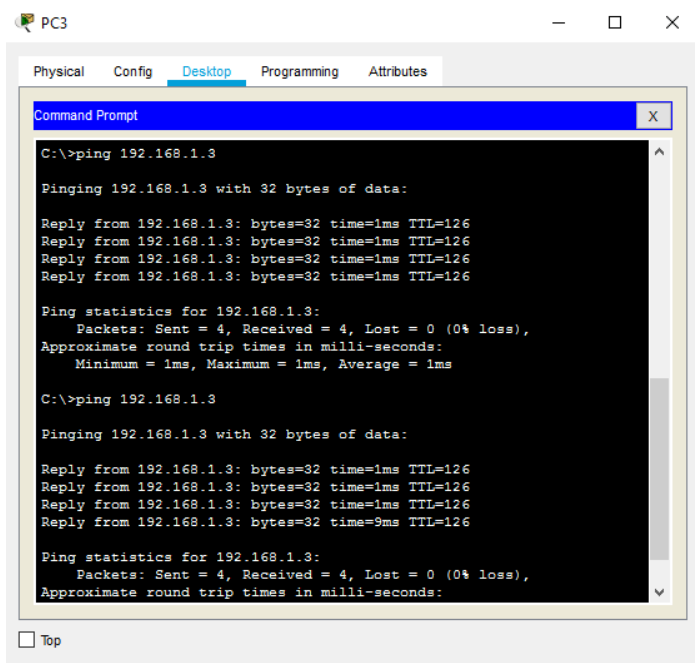 PC3
Physical Config Desktop Programming Attributes
Command Prompt
X
C:\>ping 192.168.1.3
Pinging 192.168.1.3 with 32 bytes of data:
Reply from 192.168.1.3: bytes=32 time=1ms TTL=126
Reply from 192.168.1.3: bytes=32 time=1ms TTL=126
Reply from 192.168.1.3: bytes=32 time=1ms TTL=126
Reply from 192.168.1.3: bytes=32 time=1ms TTL=126
Ping statistics for 192.168.1.3:
Packets: Sent = 4, Received = 4, Lost = 0 (0% loss),
Approximate round trip times in milli-seconds:
Minimum = 1ms, Maximum = 1ms, Average = 1ms
C:\>ping 192.168.1.3
Pinging 192.168.1.3 with 32 bytes of data:
Reply from 192.168.1.3: bytes=32 time=1ms TTL=126
Reply from 192.168.1.3: bytes=32 time=1ms TTL=126
Reply from 192.168.1.3: bytes=32 time=1ms TTL=126
Reply from 192.168.1.3: bytes=32 time=9ms TTL=126
Ping statistics for 192.168.1.3:
Packets: Sent = 4, Received = 4, Lost = 0 (0% loss),
Approximate round trip times in milli-seconds:
Top